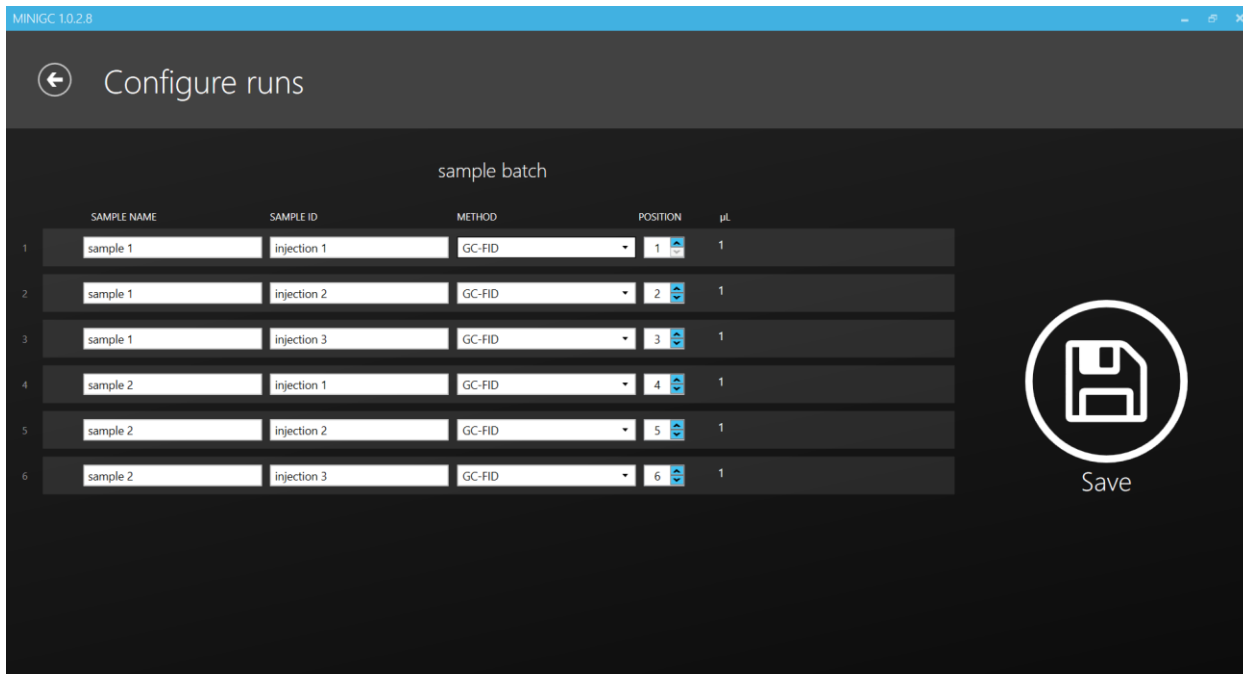 MINIGC 1.0.2.8
Configure runs
sample batch
SAMPLE NAME SAMPLE ID METHOD POSITION µL
1 sample 1 injection 1 GC-FID 1 1
2 sample 1 injection 2 GC-FID 2 1
3 sample 1 injection 3 GC-FID 3 1
4 sample 2 injection 1 GC-FID 4 1
5 sample 2 injection 2 GC-FID 5 1
6 sample 2 injection 3 GC-FID 6 1
Save